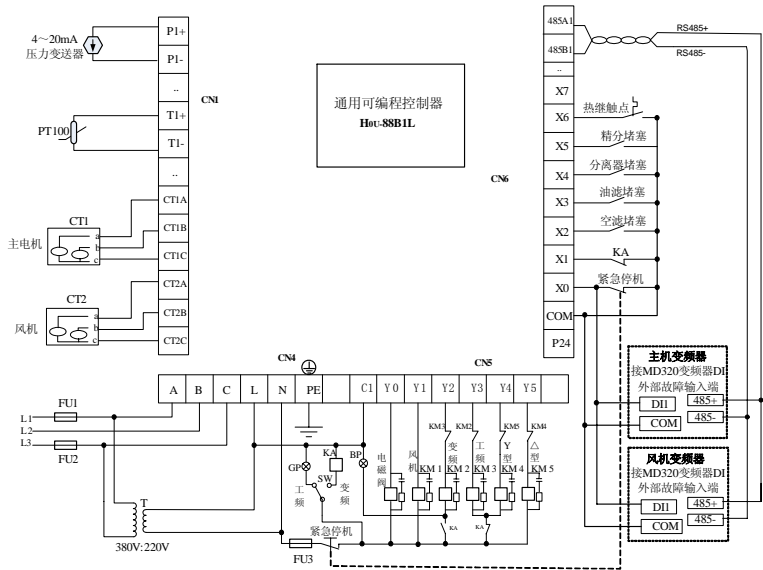 4～20mA
压力变送器
P1+
P1-
..
CN1
PT100
T1+
T1-
..
CT1A
CT1B
CT1C
CT2A
CT2B
CT2C
CT1
主电机
a
b
c
CT2
风机
a
b
c
通用可编程控制器
H0U-88B1L
CN6
485A1
485B1
..
X7
X6
X5
X4
X3
X2
X1
X0
COM
P24
RS485+
RS485-
热继触点
精分堵塞
分离器堵塞
油滤堵塞
空滤堵塞
KA
紧急停机
主机变频器
接MD320变频器DI
外部故障输入端
DI1
485+
COM
485-
风机变频器
接MD320变频器DI
外部故障输入端
DI1
485+
COM
485-
CN4
CN5
A
B
C
L
N
PE
C1
Y0
Y1
Y2
Y3
Y4
Y5
L1
FU1
L2
L3
FU2
T
380V:220V
GP
KA
SW
工频
变频
BP
紧急停机
FU3
电磁阀
风机
KM3
变频
KM2
工频
KM5
Y型
KM4
△型
KM 1
KM 2
KM 3
KM 4
KM 5
KA
KA